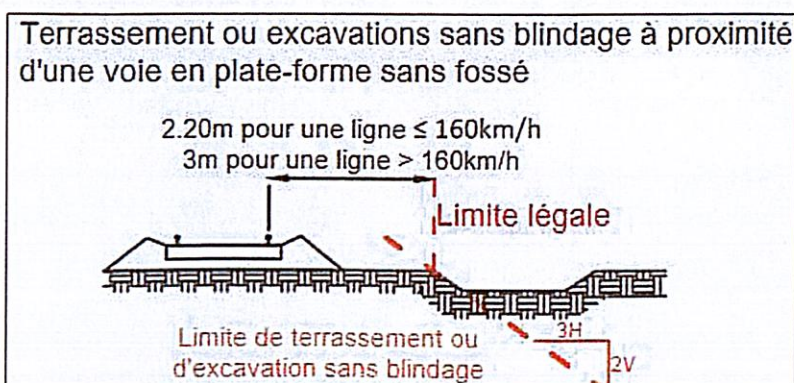 Terrassement ou excavations sans blindage à proximité
d'une voie en plate-forme sans fossé
2.20m pour une ligne ≤ 160km/h
3m pour une ligne > 160km/h
Limite légale
Limite de terrassement ou
d'excavation sans blindage
3H
2V